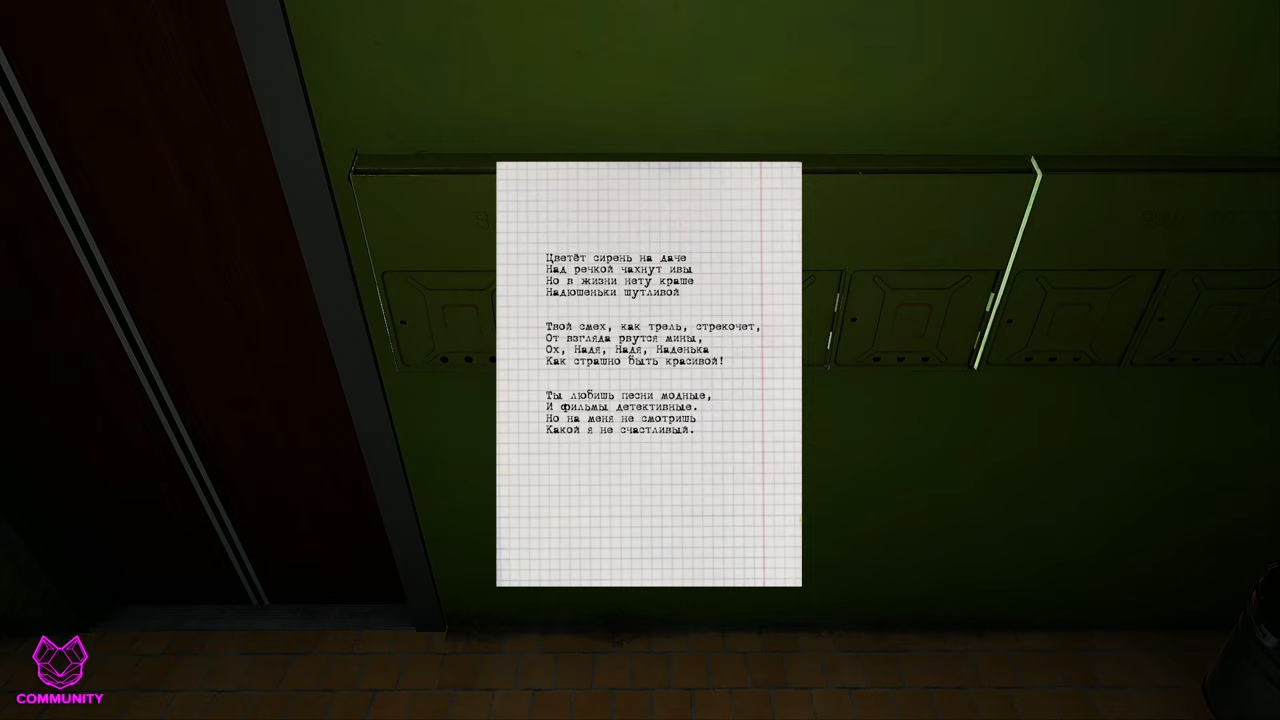 Цветёт сирень на даче
Над речкой чахнут ивы
Но в жизни нету краше
Надюшеньки шутливой
Твой смех, как трель, стрекочет,
От взгляда рвутся мины,
Ох, Надя, Надя, Наденька
Как страшно быть красивой!
Ты любишь песни модные,
И фильмы детективные.
Но на меня не смотришь
Какой я не счастливый.
COMMUNITY